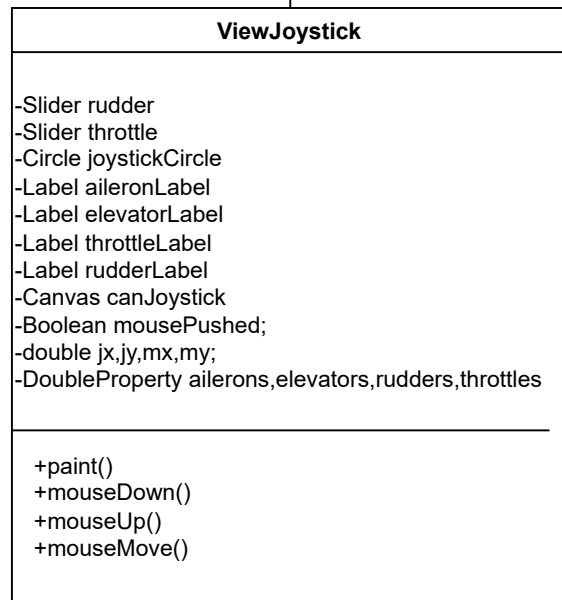 ViewJoystick
-Slider rudder
-Slider throttle
-Circle joystickCircle
-Label aileronLabel
-Label elevatorLabel
-Label throttleLabel
-Label rudderLabel
-Canvas canJoystick
-Boolean mousePushed;
-double jx,jy,mx,my;
-DoubleProperty ailerons,elevators,rudders,throttles
+paint()
+mouseDown()
+mouseUp()
+mouseMove()